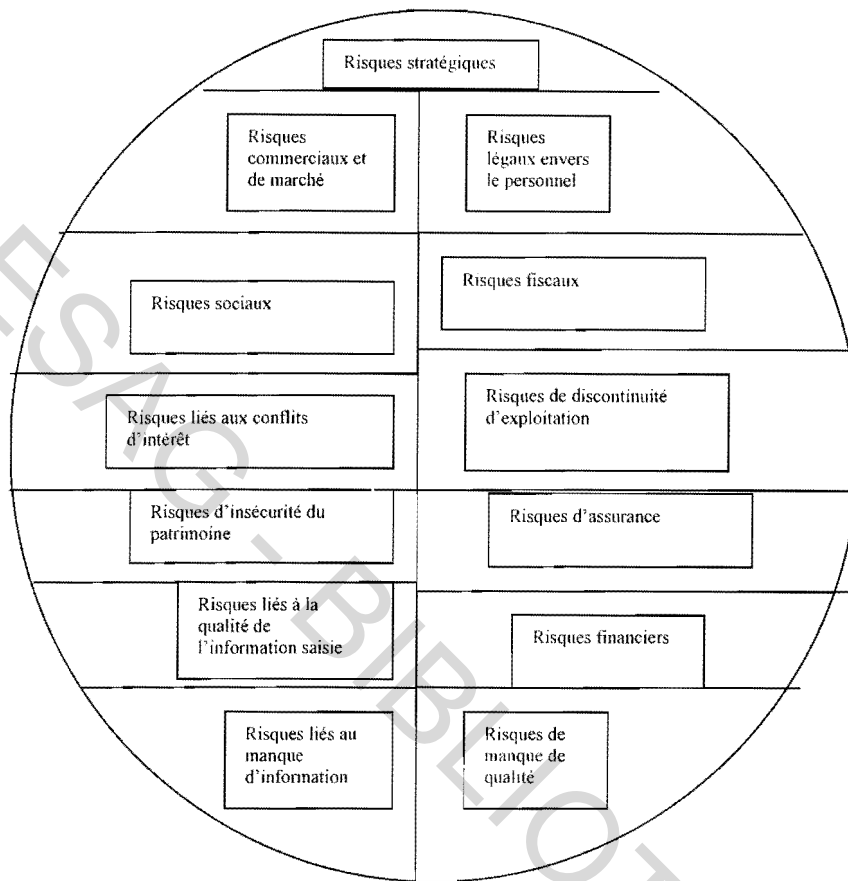 Risques stratégiques
Risques
commerciaux et
de marché
Risques
légaux envers
le personnel
Risques sociaux
Risques fiscaux
Risques liés aux conflits
d'intérêt
Risques de discontinuité
d'exploitation
Risques d'insécurité du
patrimoine
Risques d'assurance
Risques liés à la
qualité de
l'information saisie
Risques financiers
Risques liés au
manque
d'information
Risques de
manque de
qualité
ESAG - BIBLIOT